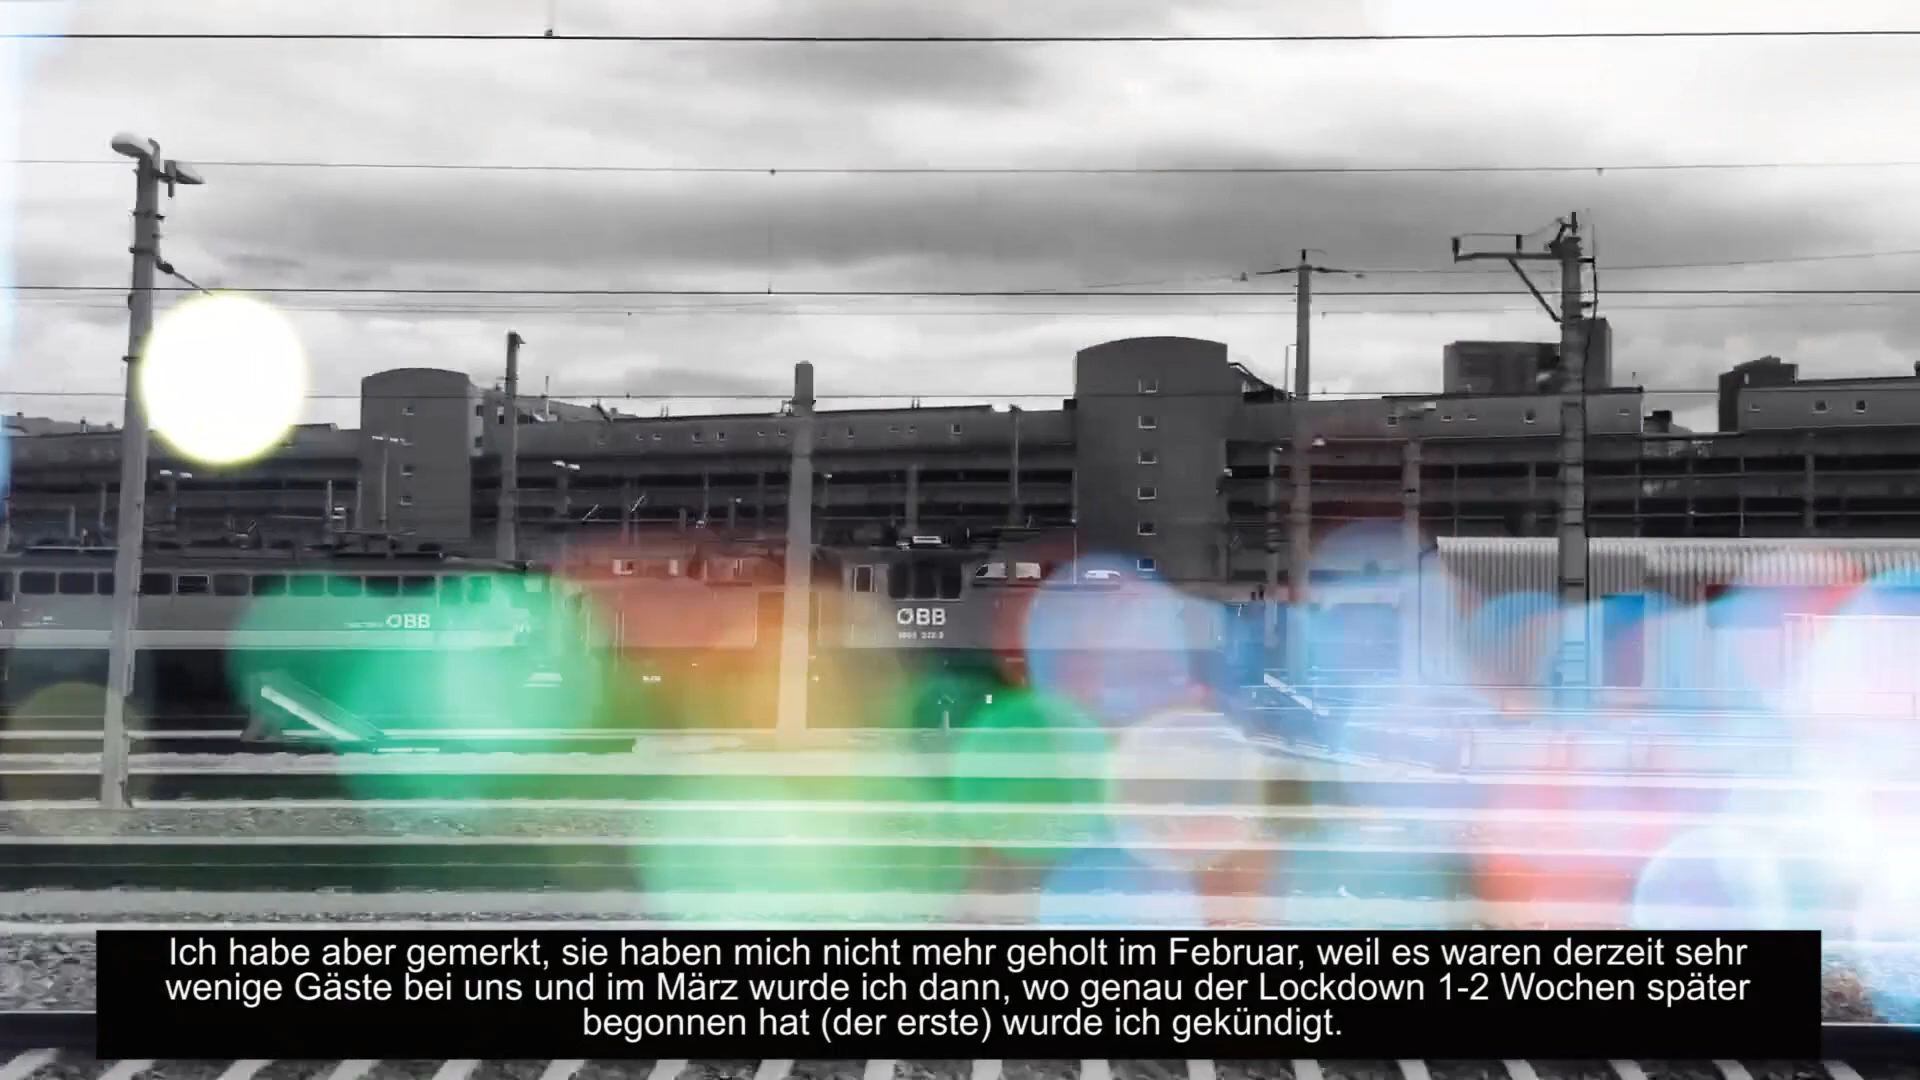 ÖBB
ÖBB
Ich habe aber gemerkt, sie haben mich nicht mehr geholt im Februar, weil es waren derzeit sehr
wenige Gäste bei uns und im März wurde ich dann, wo genau der Lockdown 1-2 Wochen später
begonnen hat (der erste) wurde ich gekündigt.